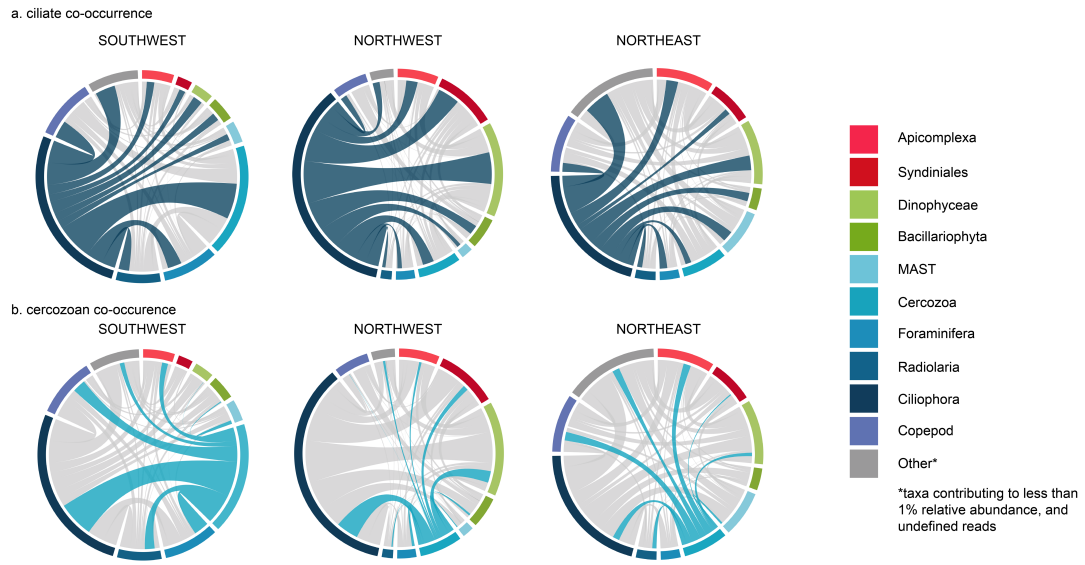 a. ciliate co-occurrence
SOUTHWEST
NORTHWEST
NORTHEAST
b. cercozoan co-occurence
SOUTHWEST
NORTHWEST
NORTHEAST
Apicomplexa
Syndiniales
Dinophyceae
Bacillariophyta
MAST
Cercozoa
Foraminifera
Radiolaria
Ciliophora
Copepod
Other*
*taxa contributing to less than
1% relative abundance, and
undefined reads